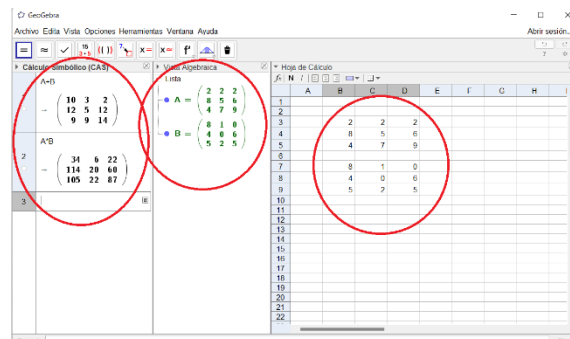 GeoGebra
Archivo Edita Vista Opciones Herramientas Ventana Ayuda Abrir sesión...
= ≈ ✓ 15 3·5 (( )) 7 x= x≈ f'
Cálculo Simbólico (CAS) Vista Algebraica Hoja de Cálculo
fx N I
A B C D E F G H
A+B
10 3 2
12 5 12
9 9 14
A*B
2
34 6 22
114 20 60
105 22 87
3
Lista
A = 2 2 2
8 5 6
4 7 9
B = 8 1 0
4 0 6
5 2 5
1
2
3 2 2 2
4 8 5 6
5 4 7 9
6
7 8 1 0
8 4 0 6
9 5 2 5
10
11
12
13
14
15
16
17
18
19
20
21
22